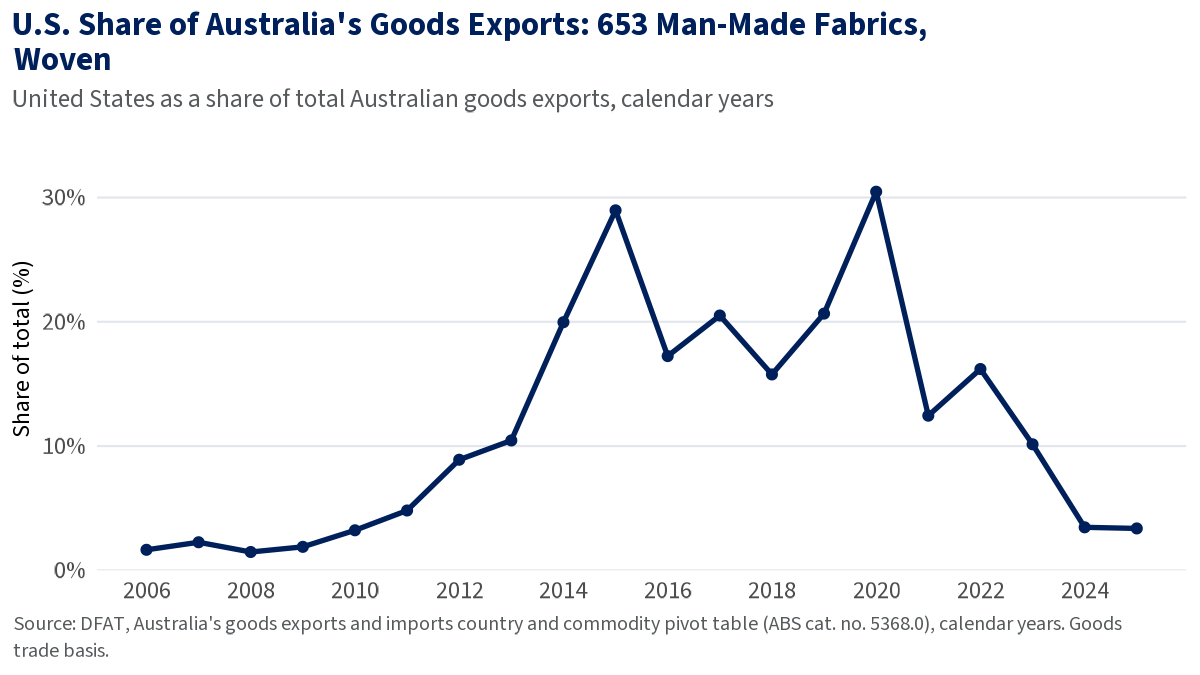 U.S. Share of Australia's Goods Exports: 653 Man-Made Fabrics,
Woven
United States as a share of total Australian goods exports, calendar years
Share of total (%)
30%
20%
10%
0%
2006 2008 2010 2012 2014 2016 2018 2020 2022 2024
Source: DFAT, Australia's goods exports and imports country and commodity pivot table (ABS cat. no. 5368.0), calendar years. Goods
trade basis.